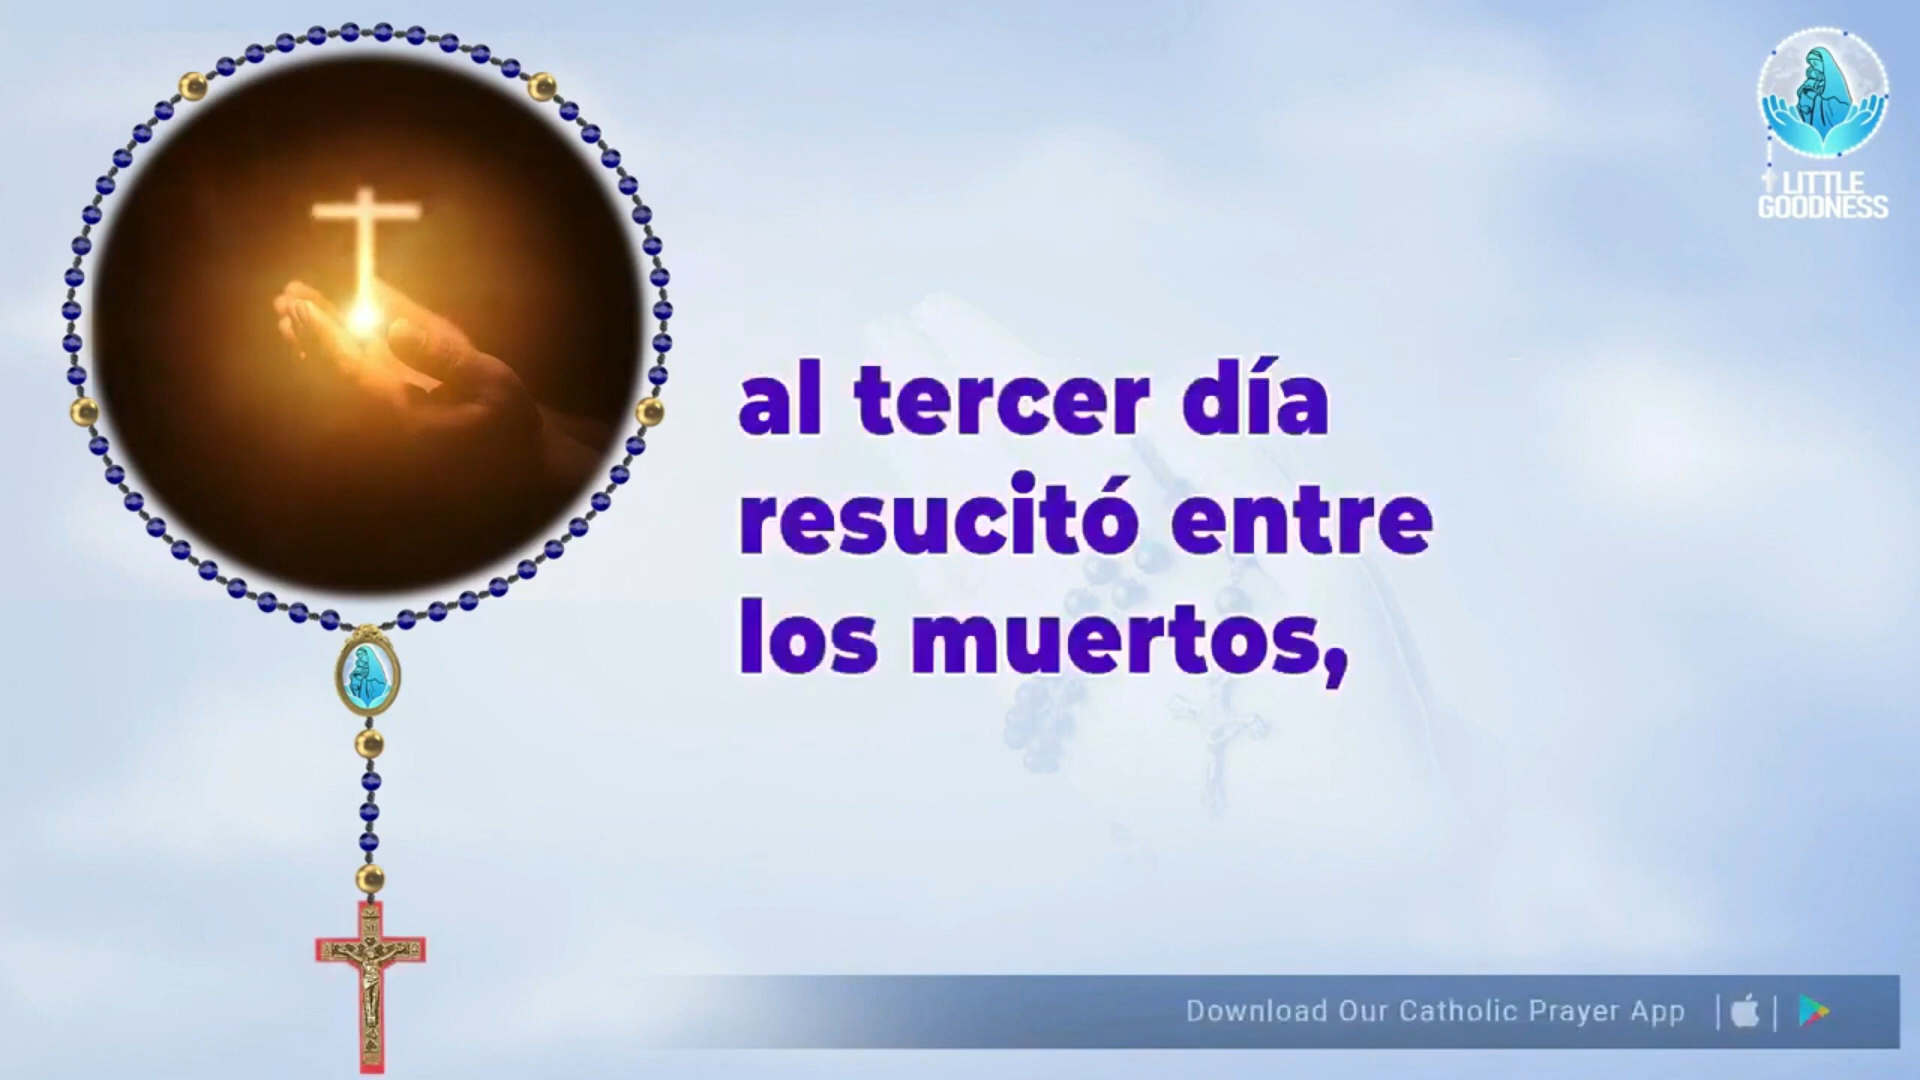 LITTLE
GOODNESS
al tercer día
resucitó entre
los muertos,
Download Our Catholic Prayer App